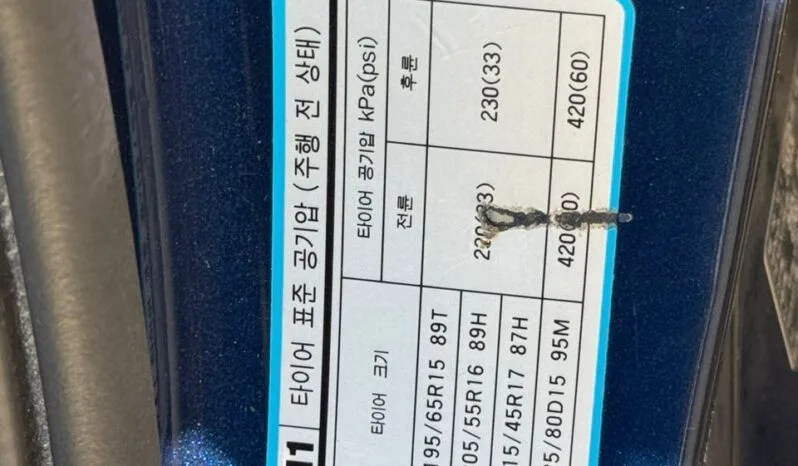 타이어 표준 공기압 (주행 전 상태)
타이어 크기 타이어 공기압 kPa(psi)
전륜 후륜
195/65R15 89T 230(33)
05/55R16 89H
15/45R17 87H
5/80D15 95M 420(60)